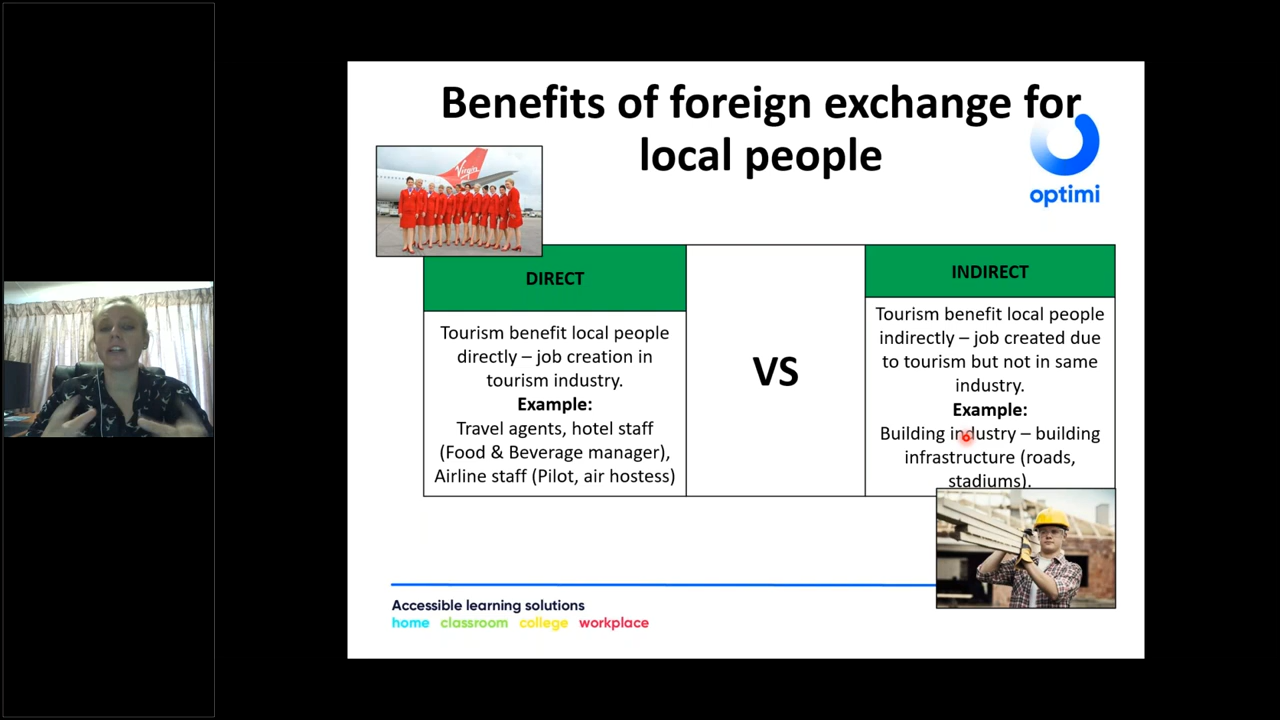 Benefits of foreign exchange for
local people
optimi
Virgin
DIRECT
Tourism benefit local people
directly – job creation in
tourism industry.
Example:
Travel agents, hotel staff
(Food & Beverage manager),
Airline staff (Pilot, air hostess)
VS
INDIRECT
Tourism benefit local people
indirectly – job created due
to tourism but not in same
industry.
Example:
Building industry – building
infrastructure (roads,
stadiums).
Accessible learning solutions
home classroom college workplace